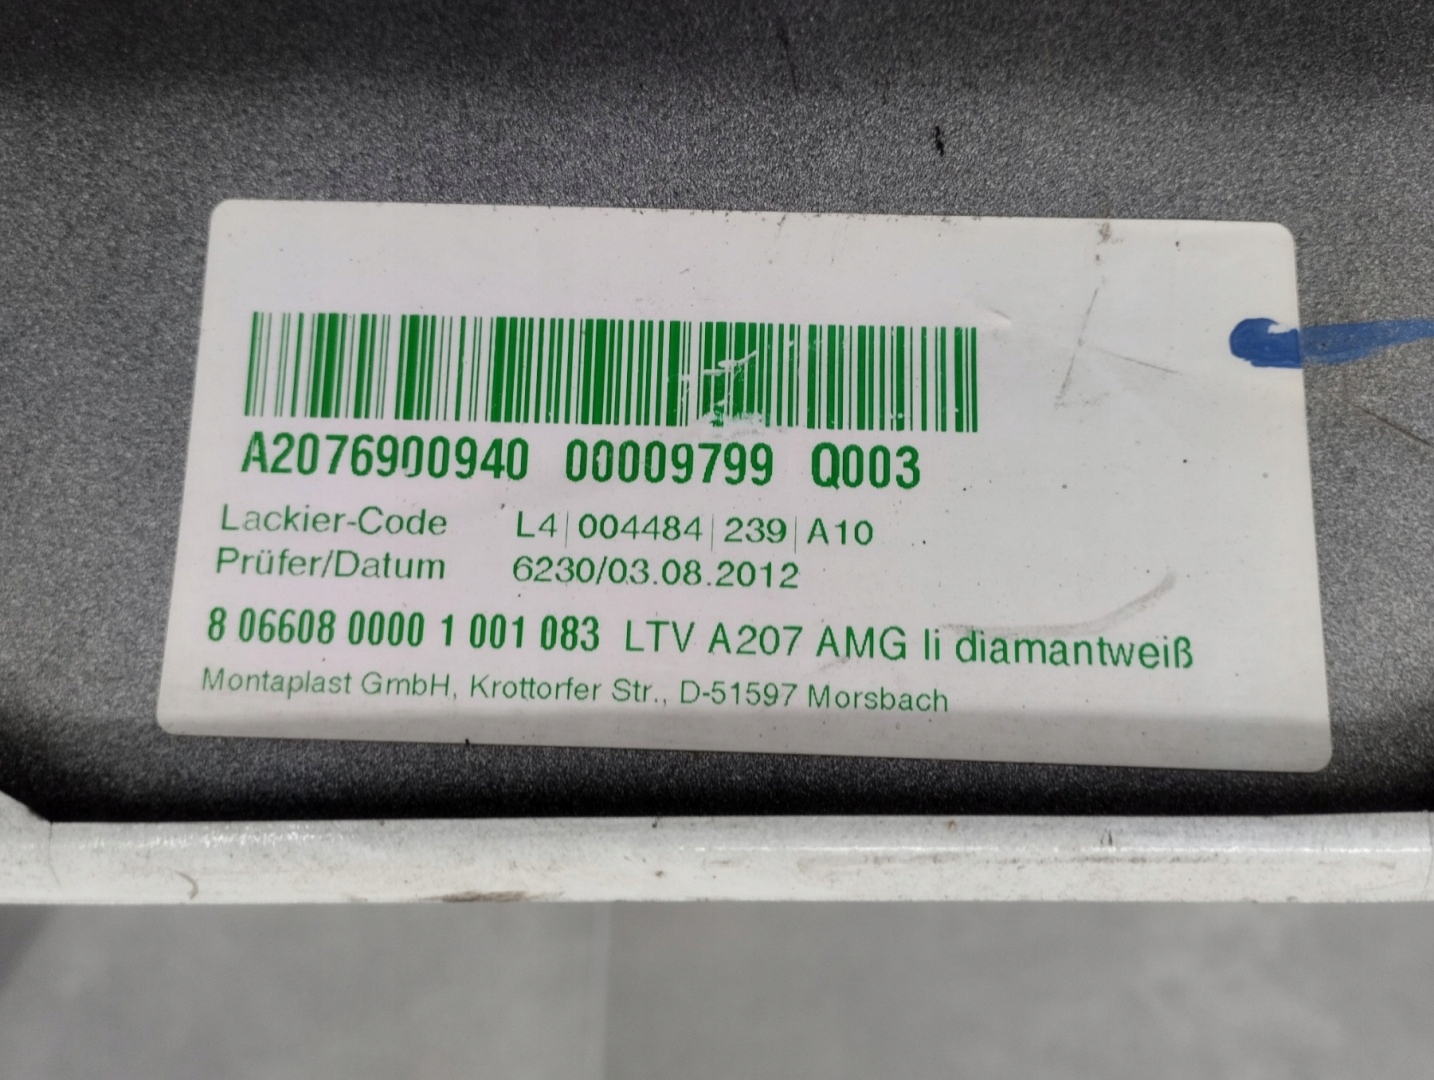 A2076900940 00009799 Q003
Lackier-Code L4|004484|239|A10
Prüfer/Datum 6230/03.08.2012
8 06608 0000 1 001 083 LTV A207 AMG li diamantweiß
Montaplast GmbH, Krottorfer Str., D-51597 Morsbach